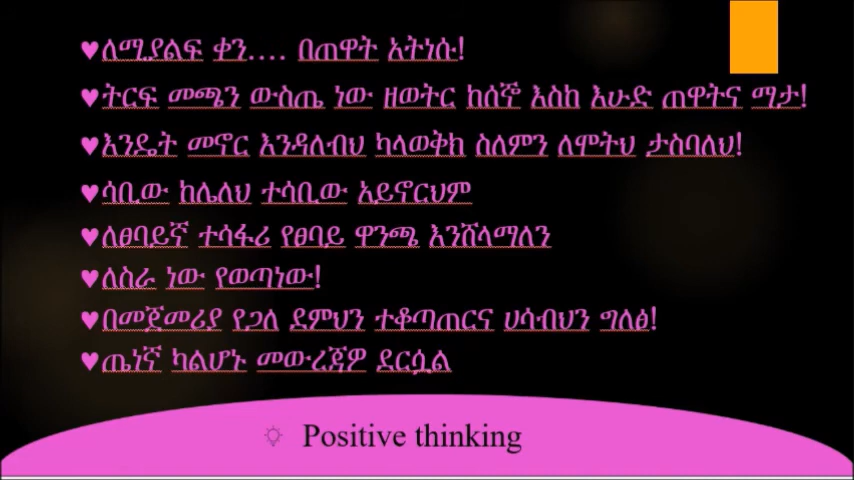 ♥ለሚያልፍ ቀን.... በጠዋት አትነሱ!
♥ትርፍ መጫን ውስጤ ነው ዘወትር ከሰኞ እስከ እሁድ ጠዋትና ማታ!
♥እንዴት መኖር እንዳለብህ ካላወቅክ ስለምን ለሞትህ ታስባለህ!
♥ሳቢው ከሌለህ ተሳቢው አይኖርህም
♥ለፀባይኛ ተሳፋሪ የፀባይ ዋንጫ እንሸላማለን
♥ለስራ ነው የወጣነው!
♥በመጀመሪያ የጋለ ደምህን ተቆጣጠርና ሀሳብህን ግለፅ!
♥ጤነኛ ካልሆኑ መውረጃዎ ደርሷል
Positive thinking